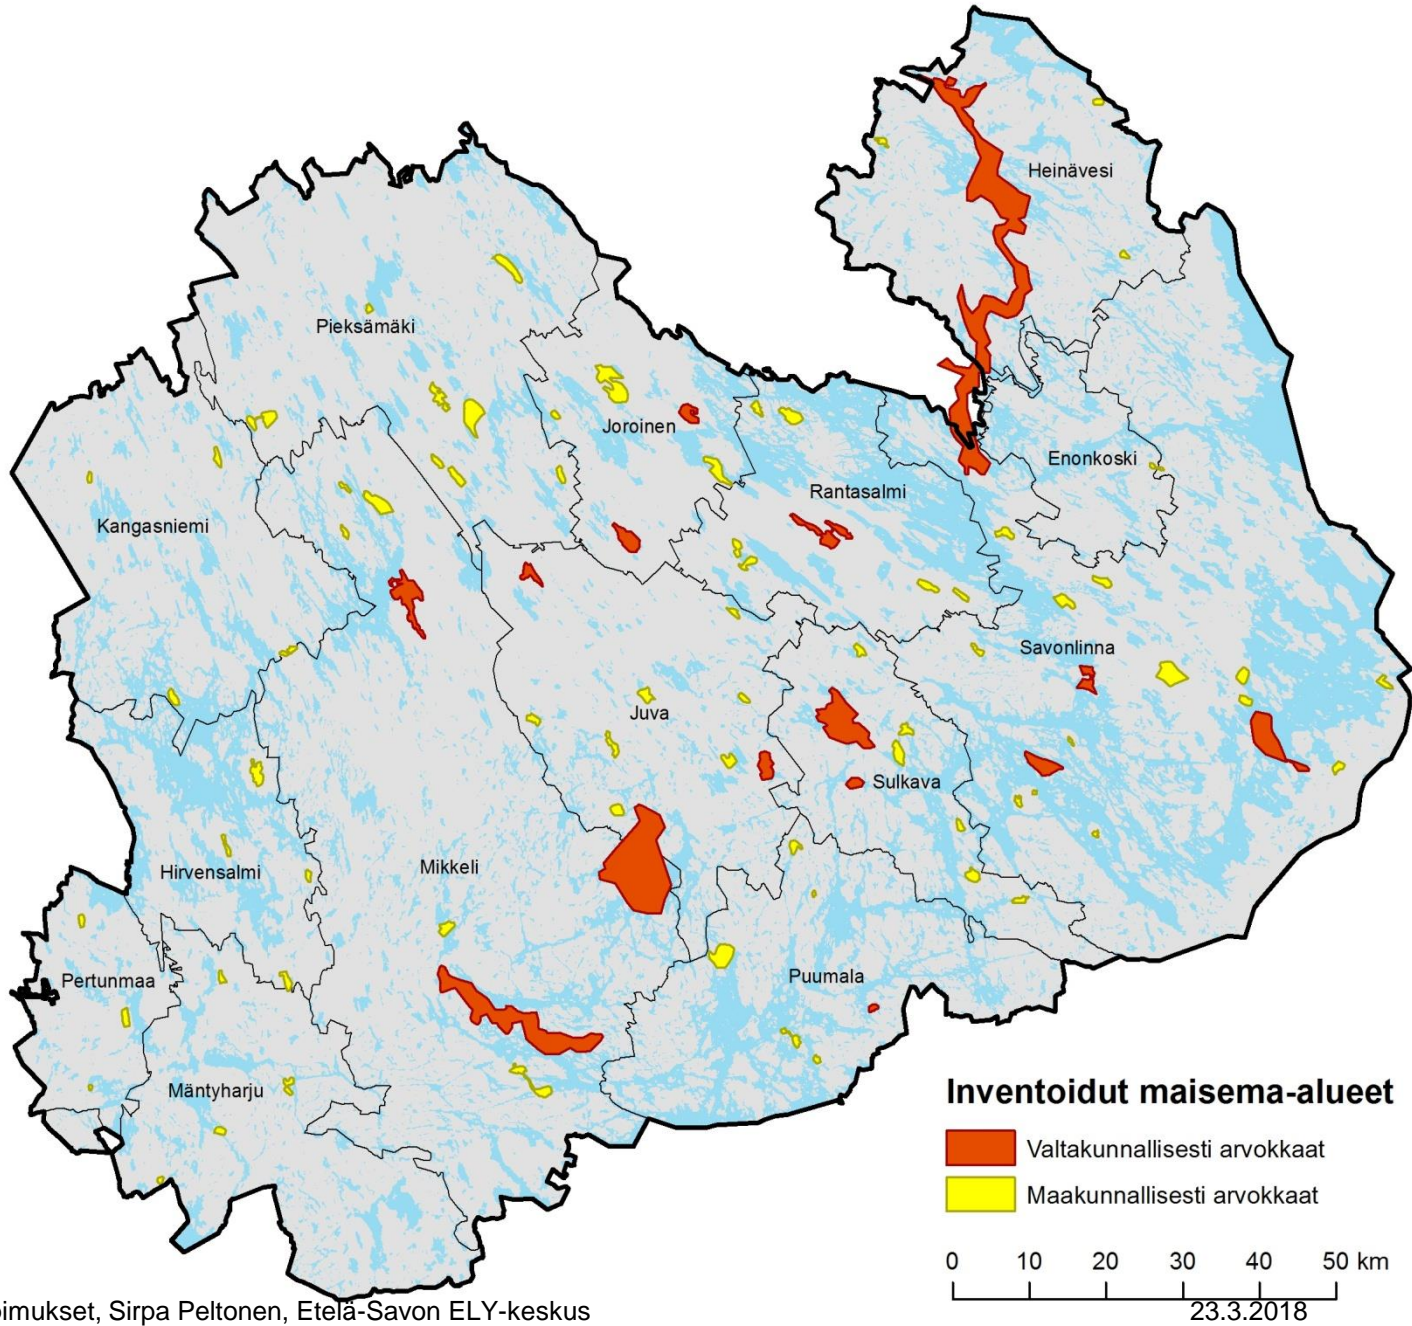 Heinävesi
Pieksämäki
Joroinen
Enonkoski
Rantasalmi
Kangasniemi
Savonlinna
Juva
Sulkava
Mikkeli
Hirvensalmi
Pertunmaa
Puumala
Mäntyharju
Inventoidut maisema-alueet
Valtakunnallisesti arvokkaat
Maakunnallisesti arvokkaat
0 10 20 30 40 50 km
oimukset, Sirpa Peltonen, Etelä-Savon ELY-keskus 23.3.2018